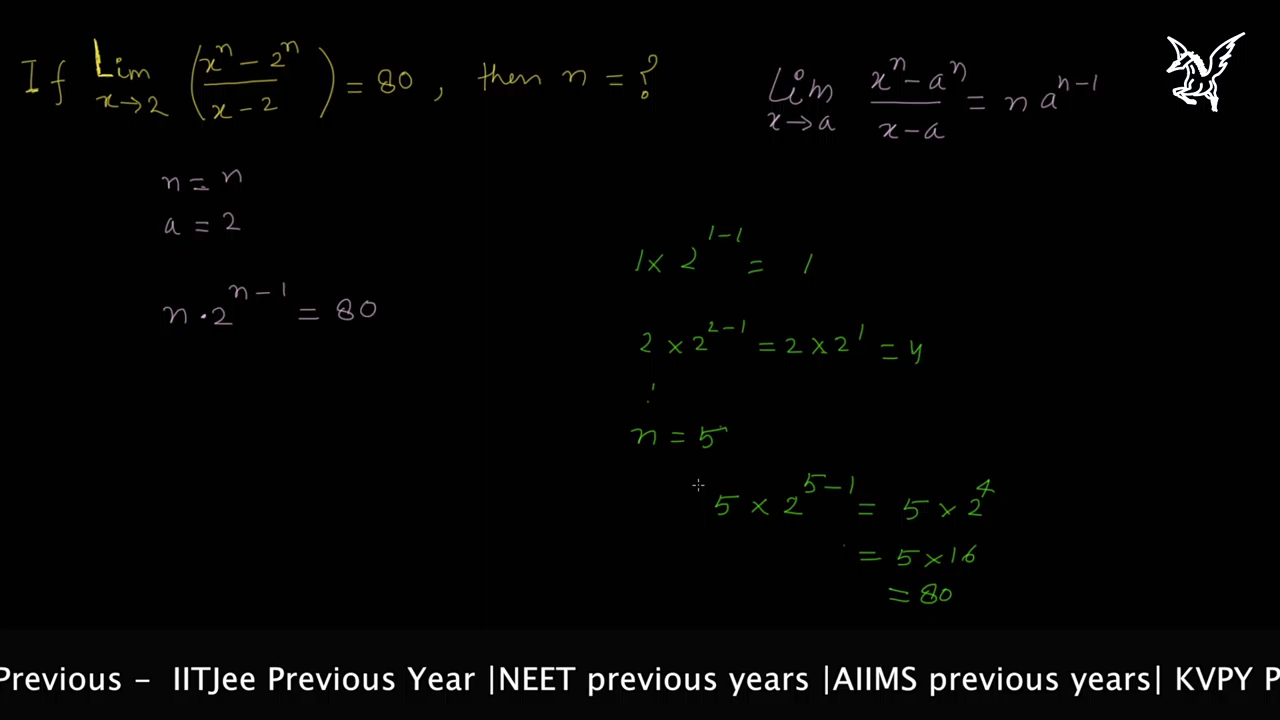 If Lim x→2 (xⁿ - 2ⁿ / x - 2) = 80, then n = ?
Lim x→a xⁿ - aⁿ / x - a = n aⁿ⁻¹
n = n
a = 2
n · 2ⁿ⁻¹ = 80
1 × 2¹⁻¹ = 1
2 × 2²⁻¹ = 2 × 2¹ = 4
n = 5
5 × 2⁵⁻¹ = 5 × 2⁴
= 5 × 16
= 80
Previous - IITJee Previous Year |NEET previous years |AIIMS previous years| KVPY P